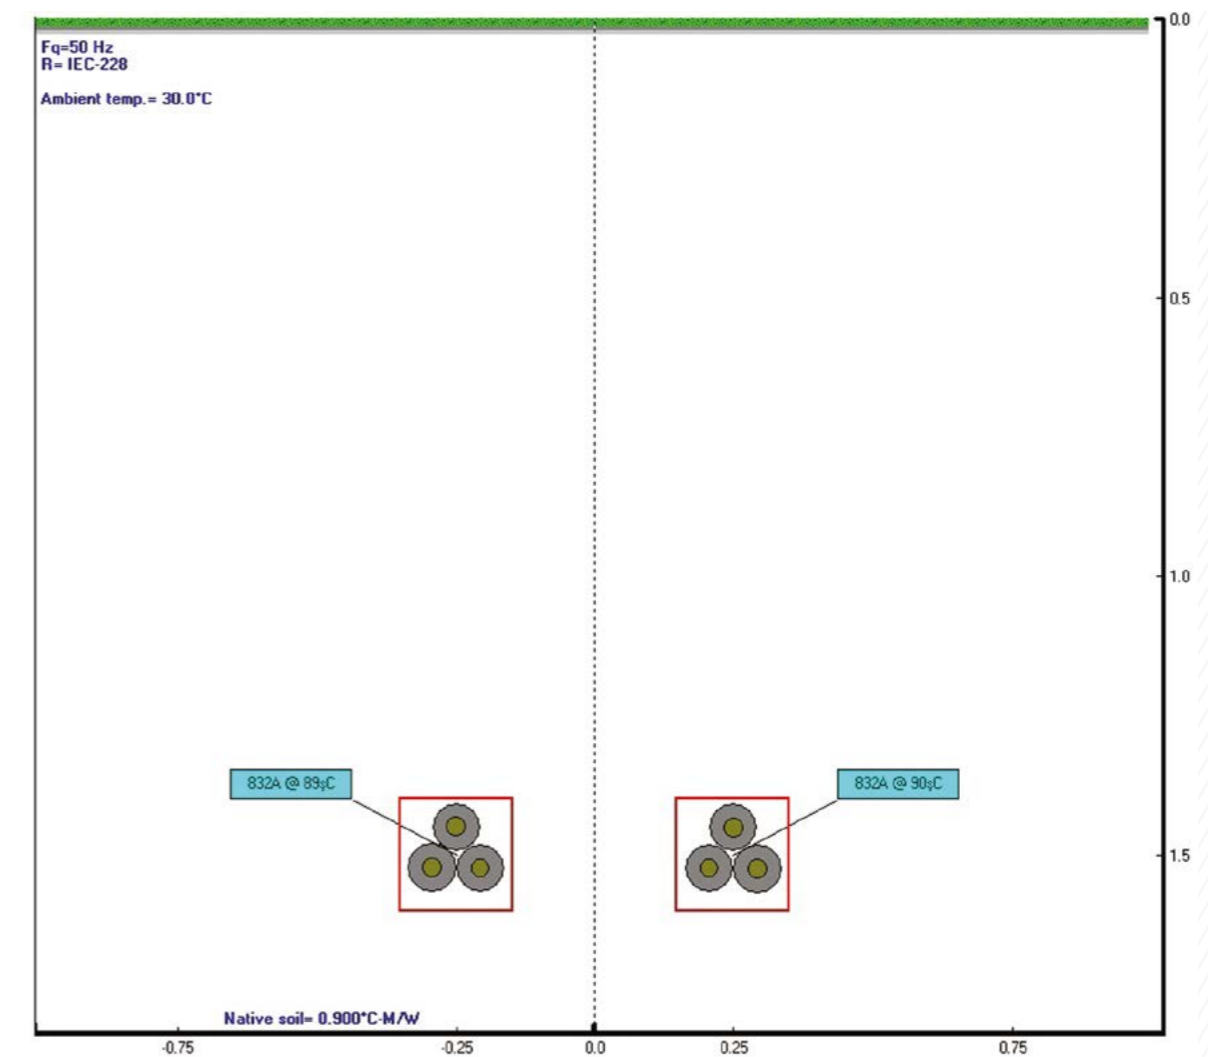 0.0
Fq=50 Hz
R= IEC-228
Ambient temp.= 30.0°C
0.5
1.0
832A @ 89şC
832A @ 90şC
1.5
Native soil= 0.900°C-M/W
-0.75
-0.25
0.0
0.25
0.75